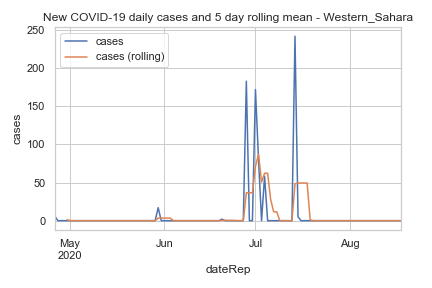 New COVID-19 daily cases and 5 day rolling mean - Western_Sahara
cases
cases (rolling)
250
200
150
100
50
0
cases
May
2020
Jun
Jul
Aug
dateRep